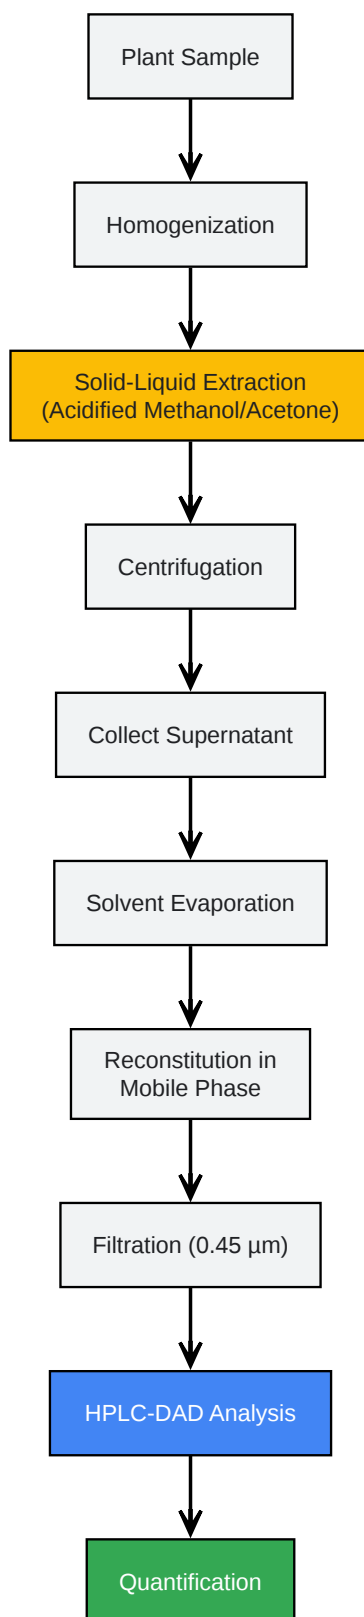 Plant Sample
Homogenization
Solid-Liquid Extraction
(Acidified Methanol/Acetone)
Centrifugation
Collect Supernatant
Solvent Evaporation
Reconstitution in
Mobile Phase
Filtration (0.45 µm)
HPLC-DAD Analysis
Quantification